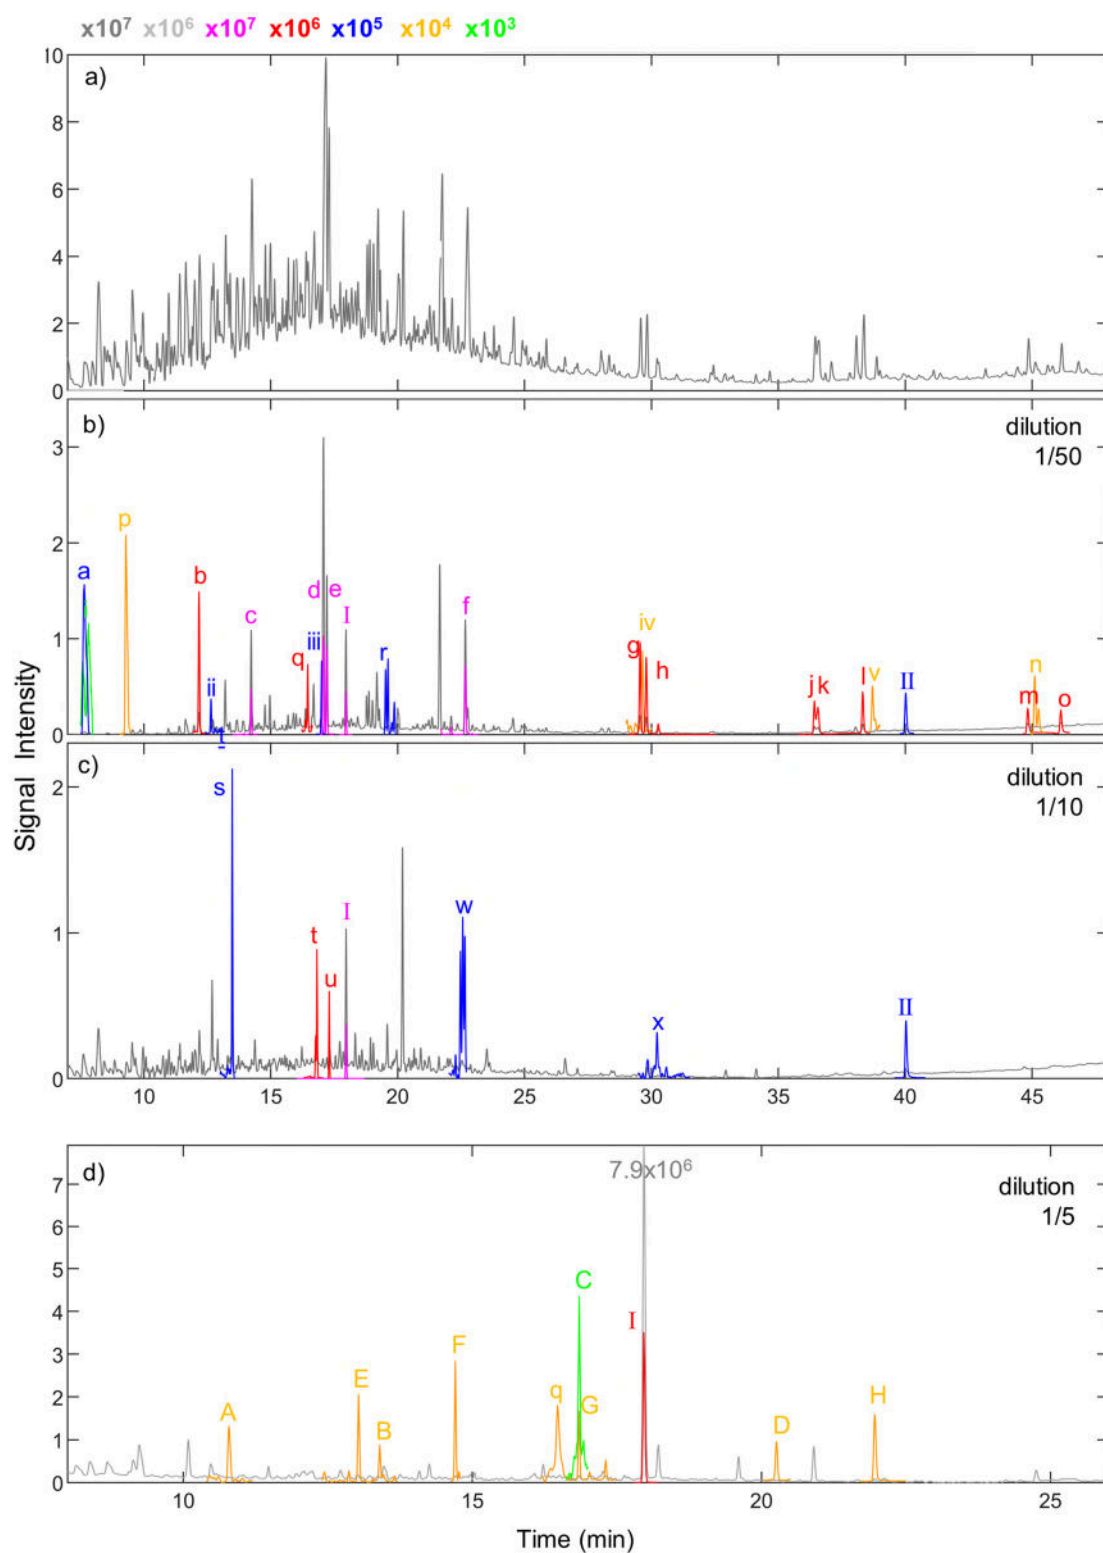 x10⁷ x10⁶ x10⁷ x10⁶ x10⁵ x10⁴ x10³
a)
10
8
6
4
2
0
b)
dilution
1/50
3
2
1
0
p
a
b
c
d e
I
f
q
iii
ii
i
r
iv
g
h
j k
l
v
II
n
m
o
Signal Intensity
c)
dilution
1/10
2
1
0
s
t
u
I
w
x
II
10 15 20 25 30 35 40 45
d)
7.9x10⁶
dilution
1/5
7
6
5
4
3
2
1
0
A
E
B
F
q
C
G
I
D
H
10 15 20 25
Time (min)